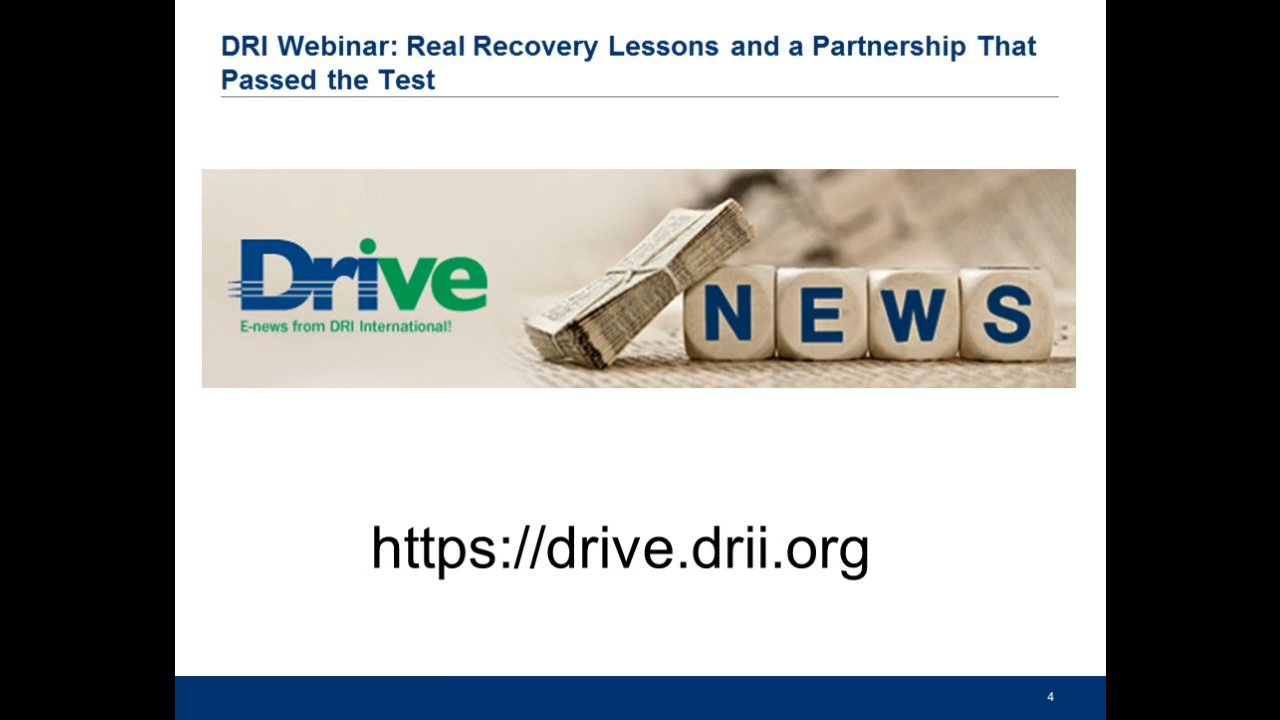 DRI Webinar: Real Recovery Lessons and a Partnership That
Passed the Test
Drive
E-news from DRI International!
NEWS
https://drive.drii.org
4